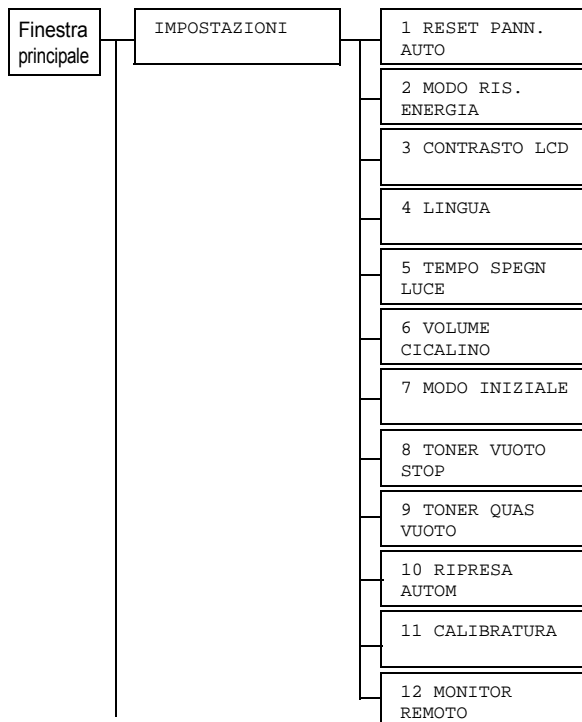 Finestra
principale
IMPOSTAZIONI
1 RESET PANN.
AUTO
2 MODO RIS.
ENERGIA
3 CONTRASTO LCD
4 LINGUA
5 TEMPO SPEGN
LUCE
6 VOLUME
CICALINO
7 MODO INIZIALE
8 TONER VUOTO
STOP
9 TONER QUAS
VUOTO
10 RIPRESA
AUTOM
11 CALIBRATURA
12 MONITOR
REMOTO